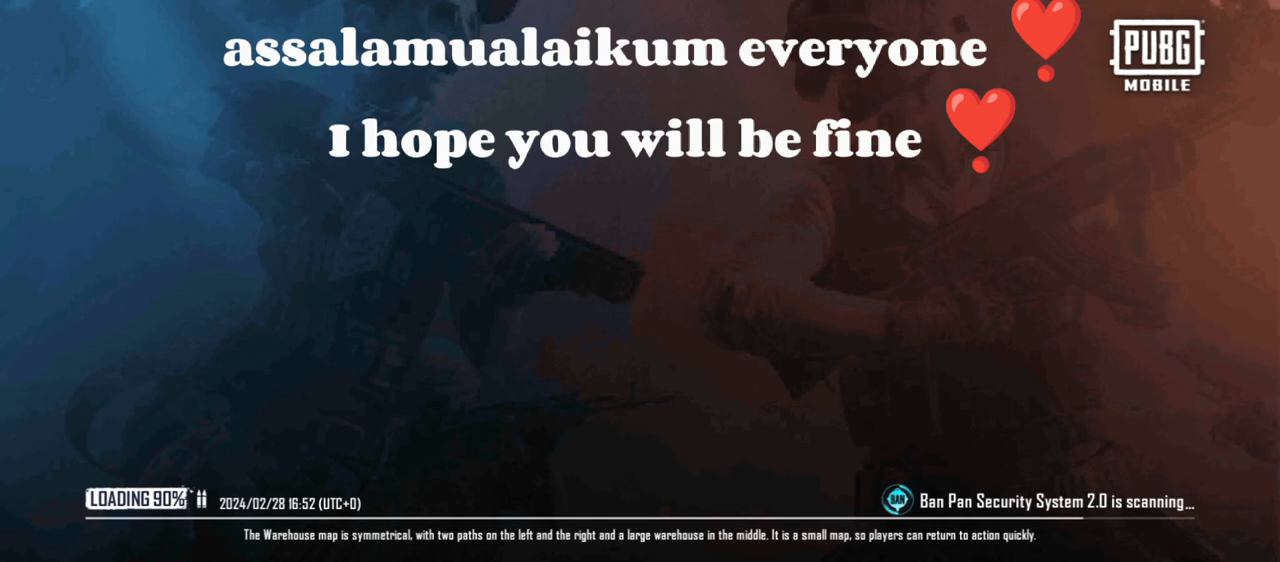 assalamualaikum everyone ❣️
PUBG
MOBILE
I hope you will be fine ❣️
LOADING 90% 2024/02/28 16:52 (UTC+0)
BAN Ban Pan Security System 2.0 is scanning...
The Warehouse map is symmetrical, with two paths on the left and the right and a large warehouse in the middle. It is a small map, so players can return to action quickly.